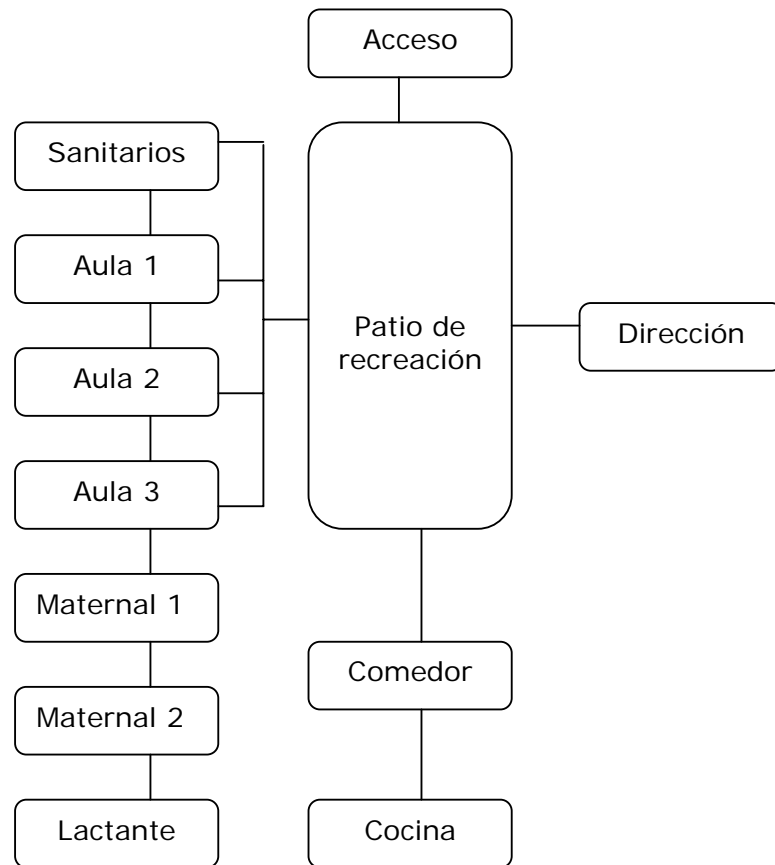 Acceso
Sanitarios
Aula 1
Aula 2
Aula 3
Maternal 1
Maternal 2
Lactante
Patio de
recreación
Dirección
Comedor
Cocina